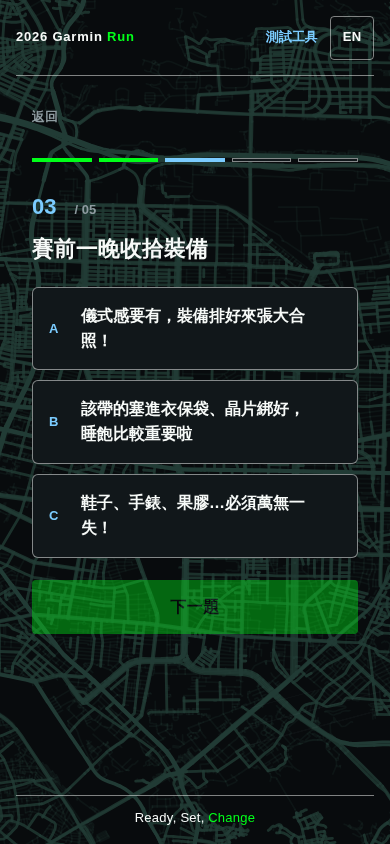 2026 Garmin Run
測試工具
EN
返回
03 / 05
賽前一晚收拾裝備
A
儀式感要有，裝備排好來張大合
照！
B
該帶的塞進衣保袋、晶片綁好，
睡飽比較重要啦
C
鞋子、手錶、果膠…必須萬無一
失！
下一題
Ready, Set, Change